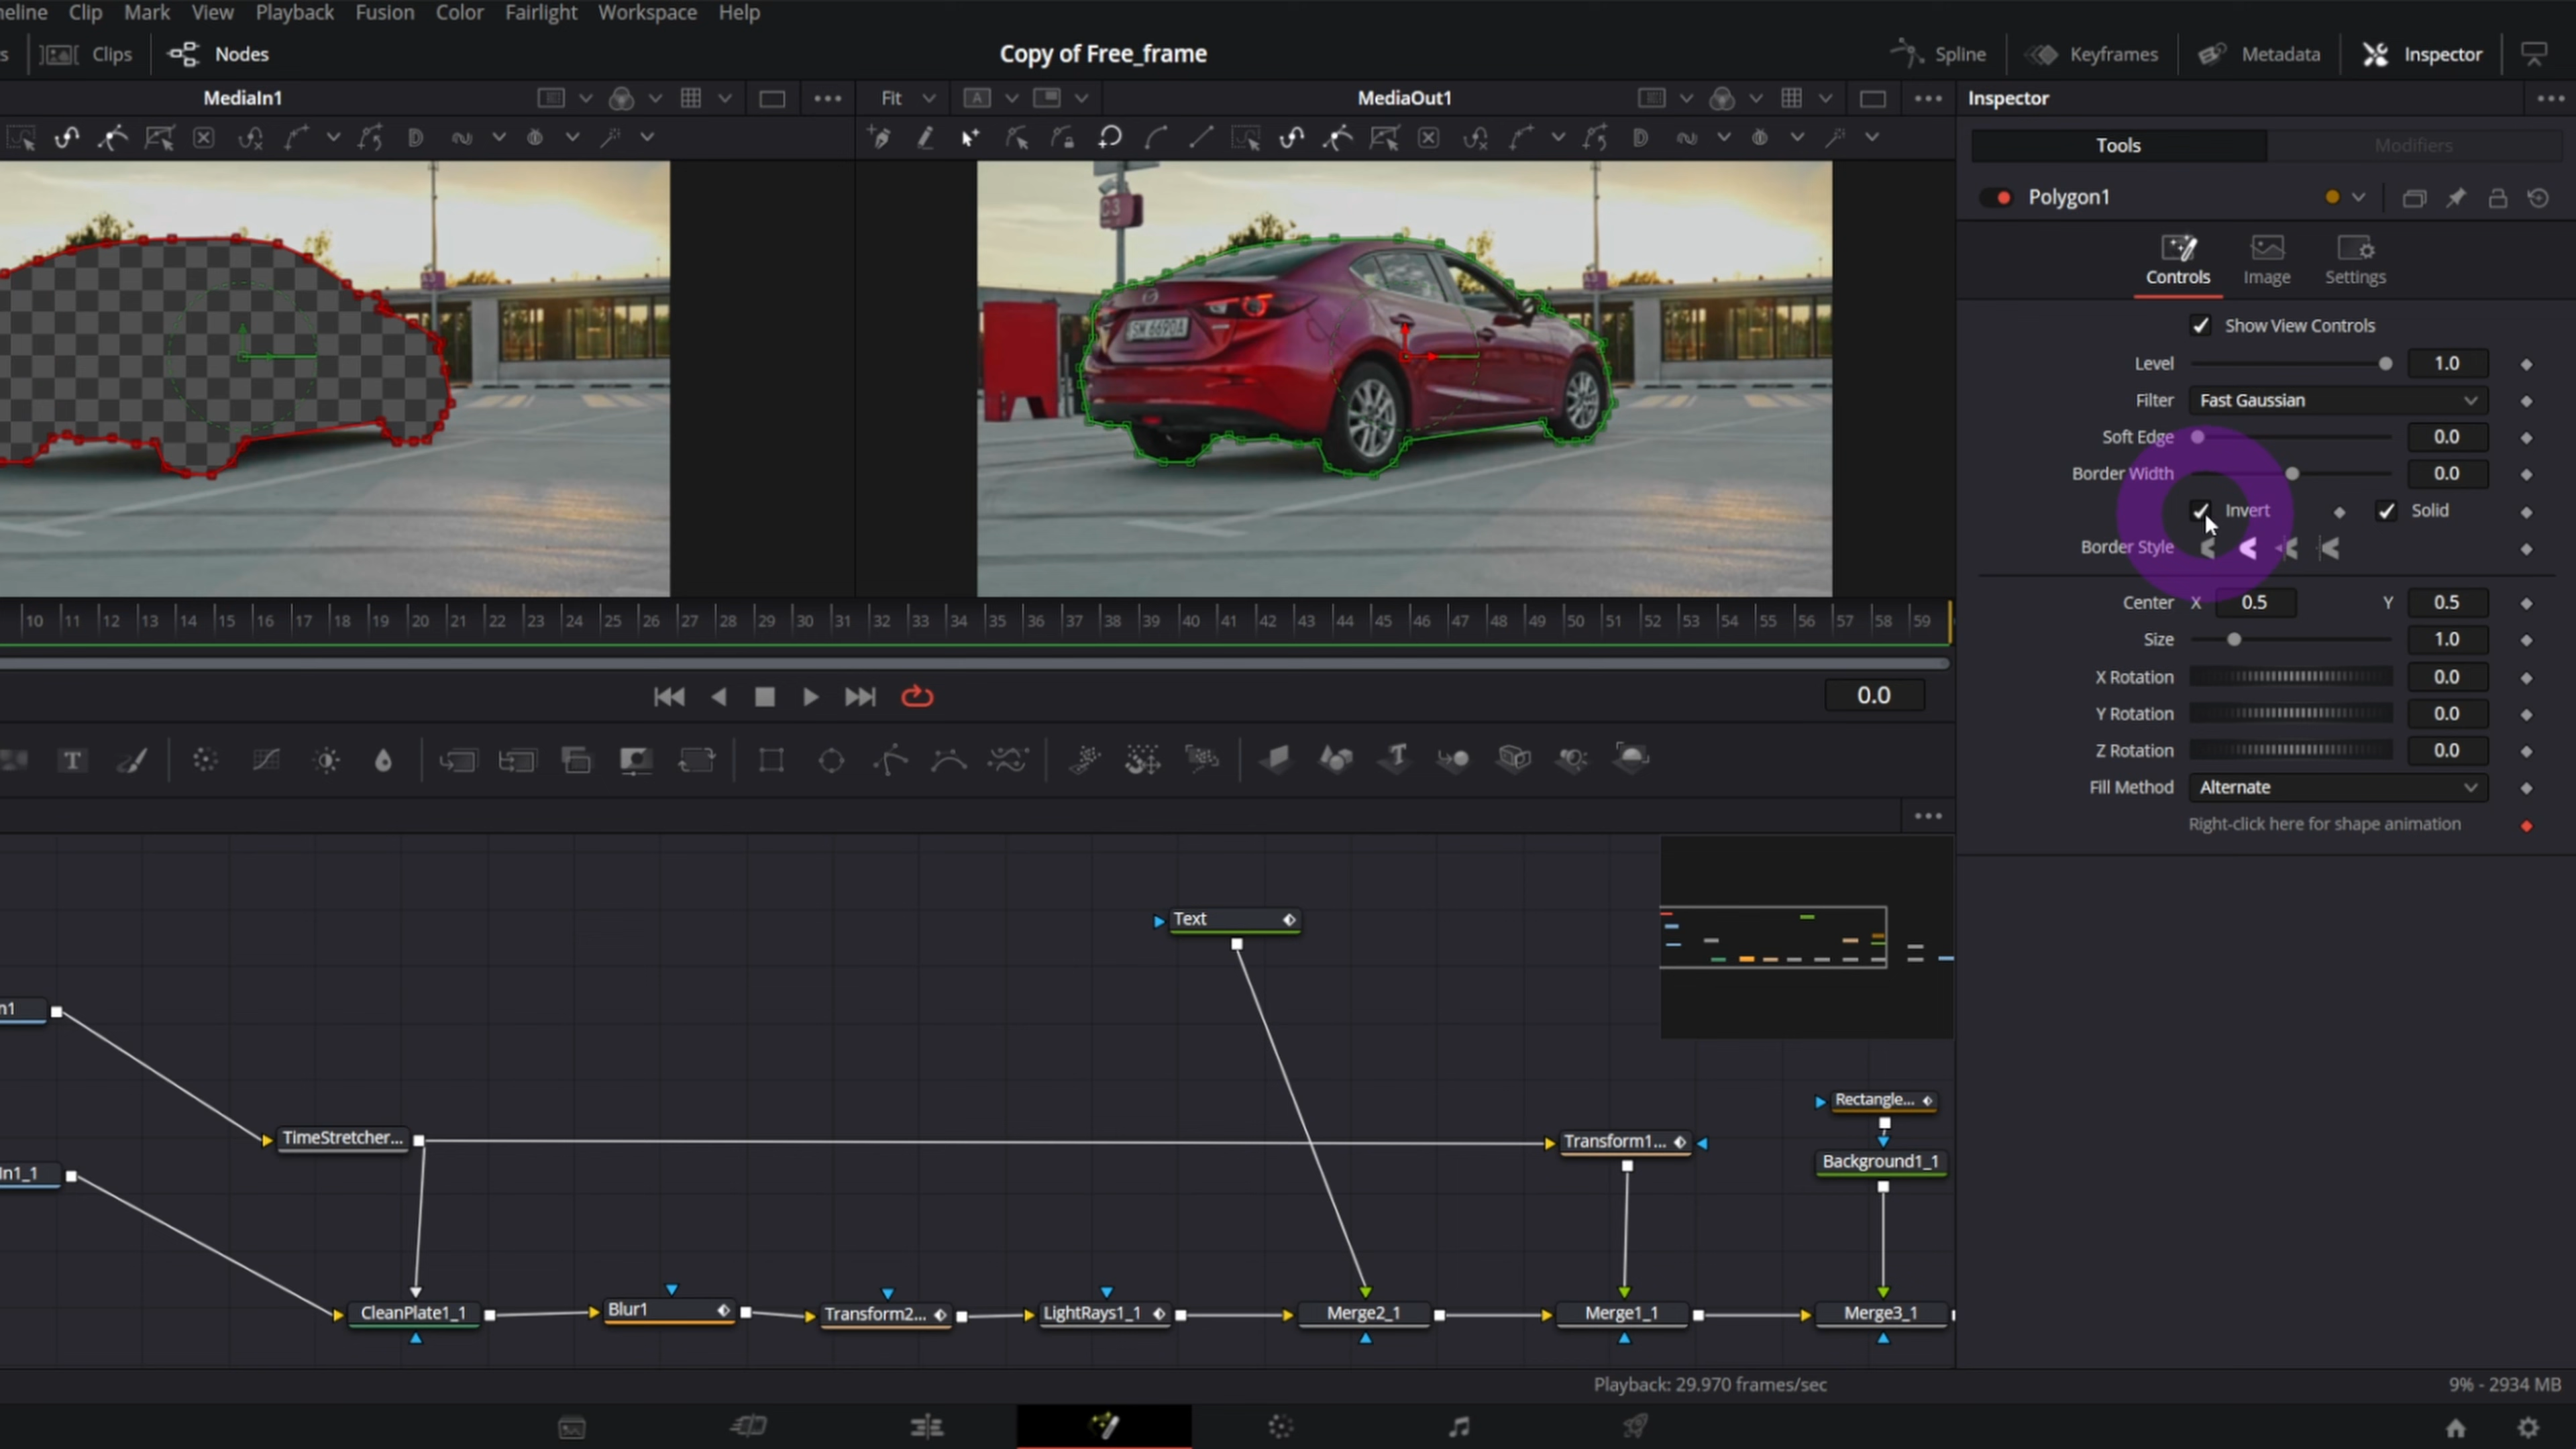 neline Clip Mark View Playback Fusion Color Fairlight Workspace Help
s Clips Nodes Copy of Free_frame Spline Keyframes Metadata Inspector
MediaIn1 Fit A MediaOut1 Inspector
D D
Tools Modifiers
Polygon1
Controls Image Settings
Show View Controls
Level 1.0
Filter Fast Gaussian
Soft Edge 0.0
Border Width 0.0
Invert Solid
Border Style
Center X 0.5 Y 0.5
Size 1.0
X Rotation 0.0
Y Rotation 0.0
Z Rotation 0.0
Fill Method Alternate
Right-click here for shape animation
D3
SM 6690A
10 11 12 13 14 15 16 17 18 19 20 21 22 23 24 25 26 27 28 29 30 31 32 33 34 35 36 37 38 39 40 41 42 43 44 45 46 47 48 49 50 51 52 53 54 55 56 57 58 59
0.0
T
Text
n1
Rectangle...
TimeStretcher... Transform1...
Background1_1
In1_1
CleanPlate1_1 Blur1 Transform2... LightRays1_1 Merge2_1 Merge1_1 Merge3_1
Playback: 29.970 frames/sec 9% - 2934 MB